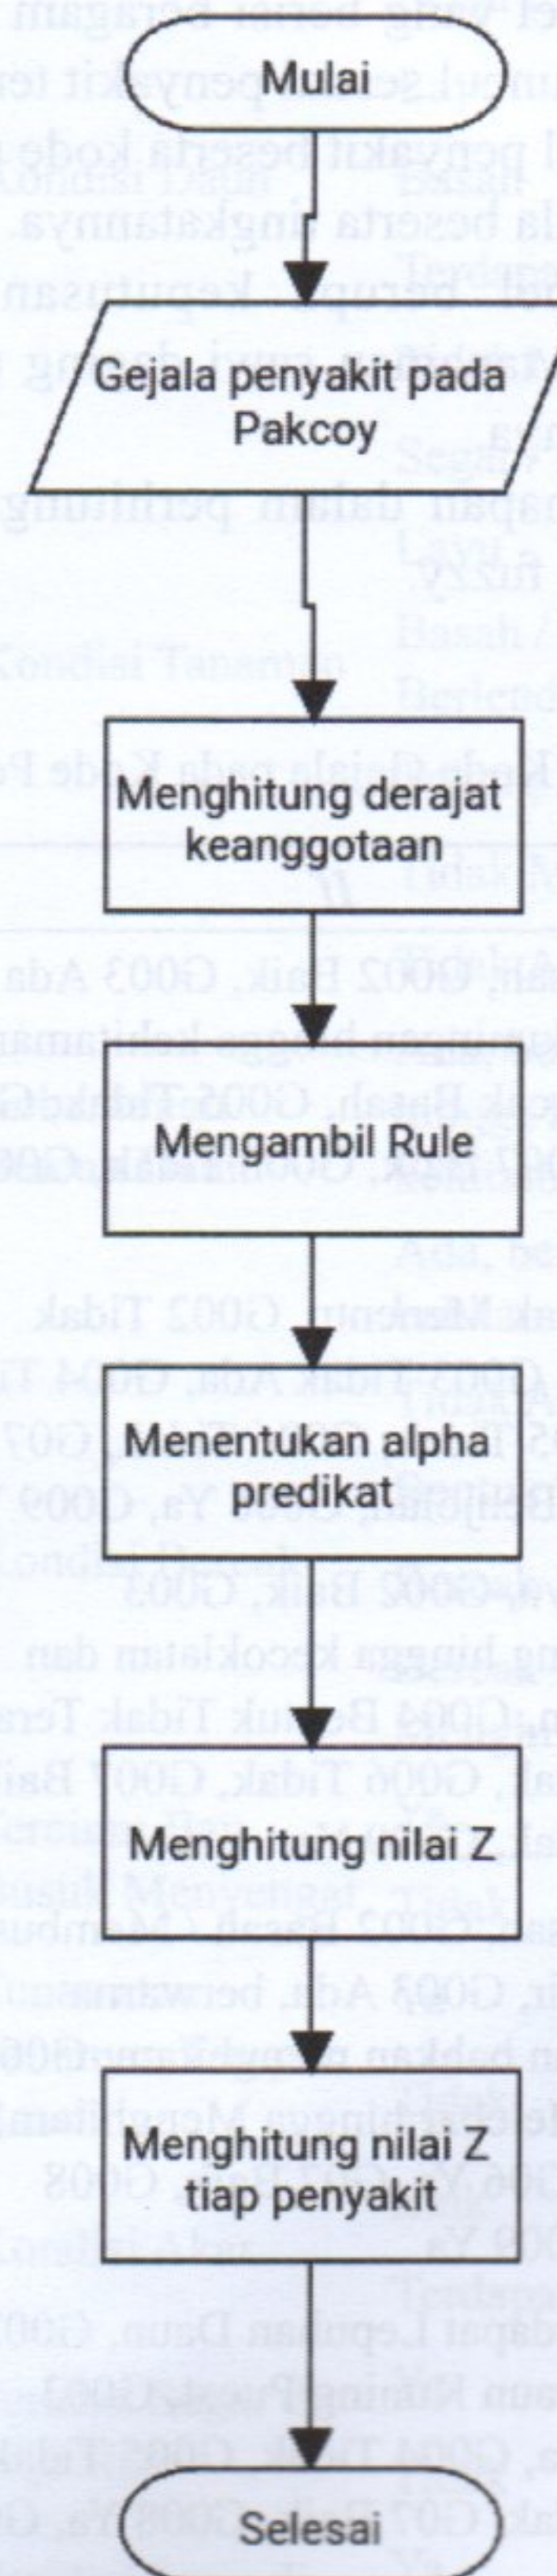 Mulai
Gejala penyakit pada
Pakcoy
Menghitung derajat
keanggotaan
Mengambil Rule
Menentukan alpha
predikat
Menghitung nilai Z
Menghitung nilai Z
tiap penyakit
Selesai